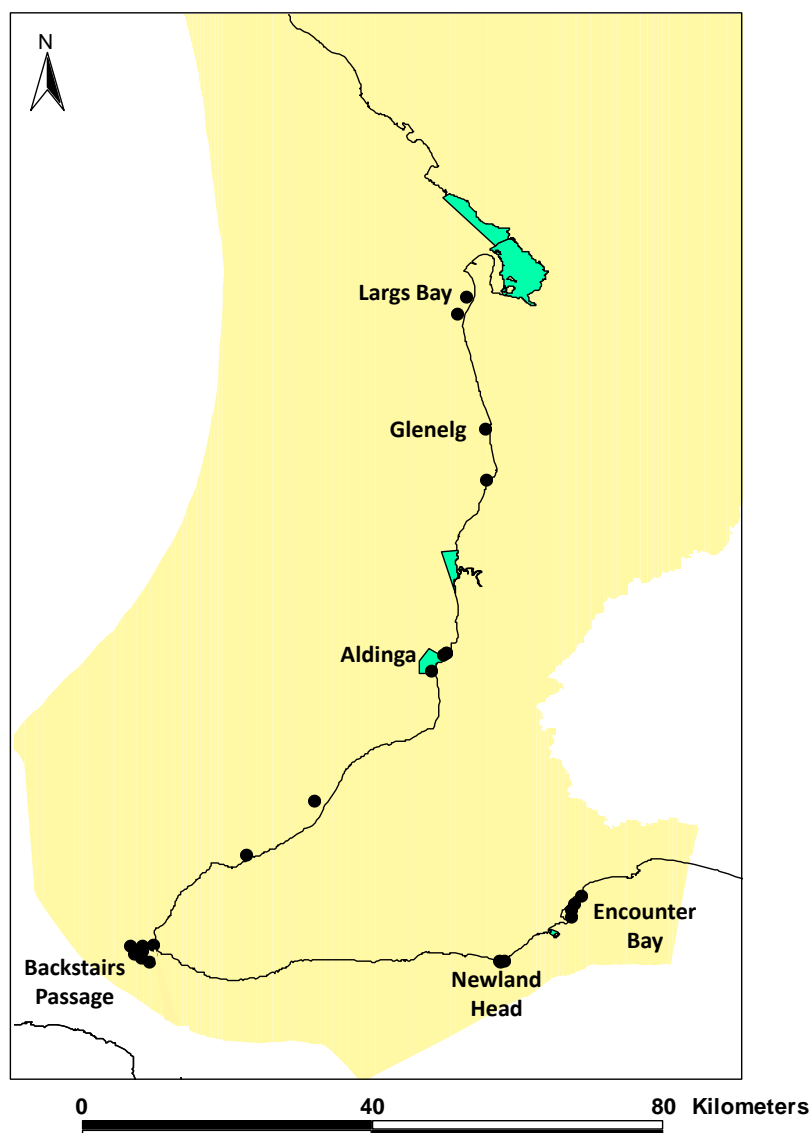 N
Largs Bay
Glenelg
Aldinga
Encounter
Bay
Backstairs
Passage
Newland
Head
0 40 80 Kilometers